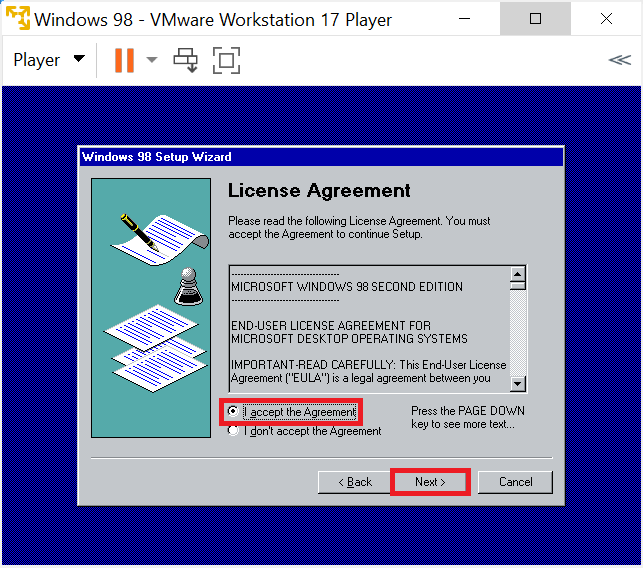 Windows 98 - VMware Workstation 17 Player
Player
Windows 98 Setup Wizard
License Agreement
Please read the following License Agreement. You must
accept the Agreement to continue Setup.
----------------------------------
MICROSOFT WINDOWS 98 SECOND EDITION
----------------------------------
END-USER LICENSE AGREEMENT FOR
MICROSOFT DESKTOP OPERATING SYSTEMS
IMPORTANT-READ CAREFULLY: This End-User License
Agreement ("EULA") is a legal agreement between you
I accept the Agreement
I don't accept the Agreement
Press the PAGE DOWN
key to see more text...
< Back
Next >
Cancel